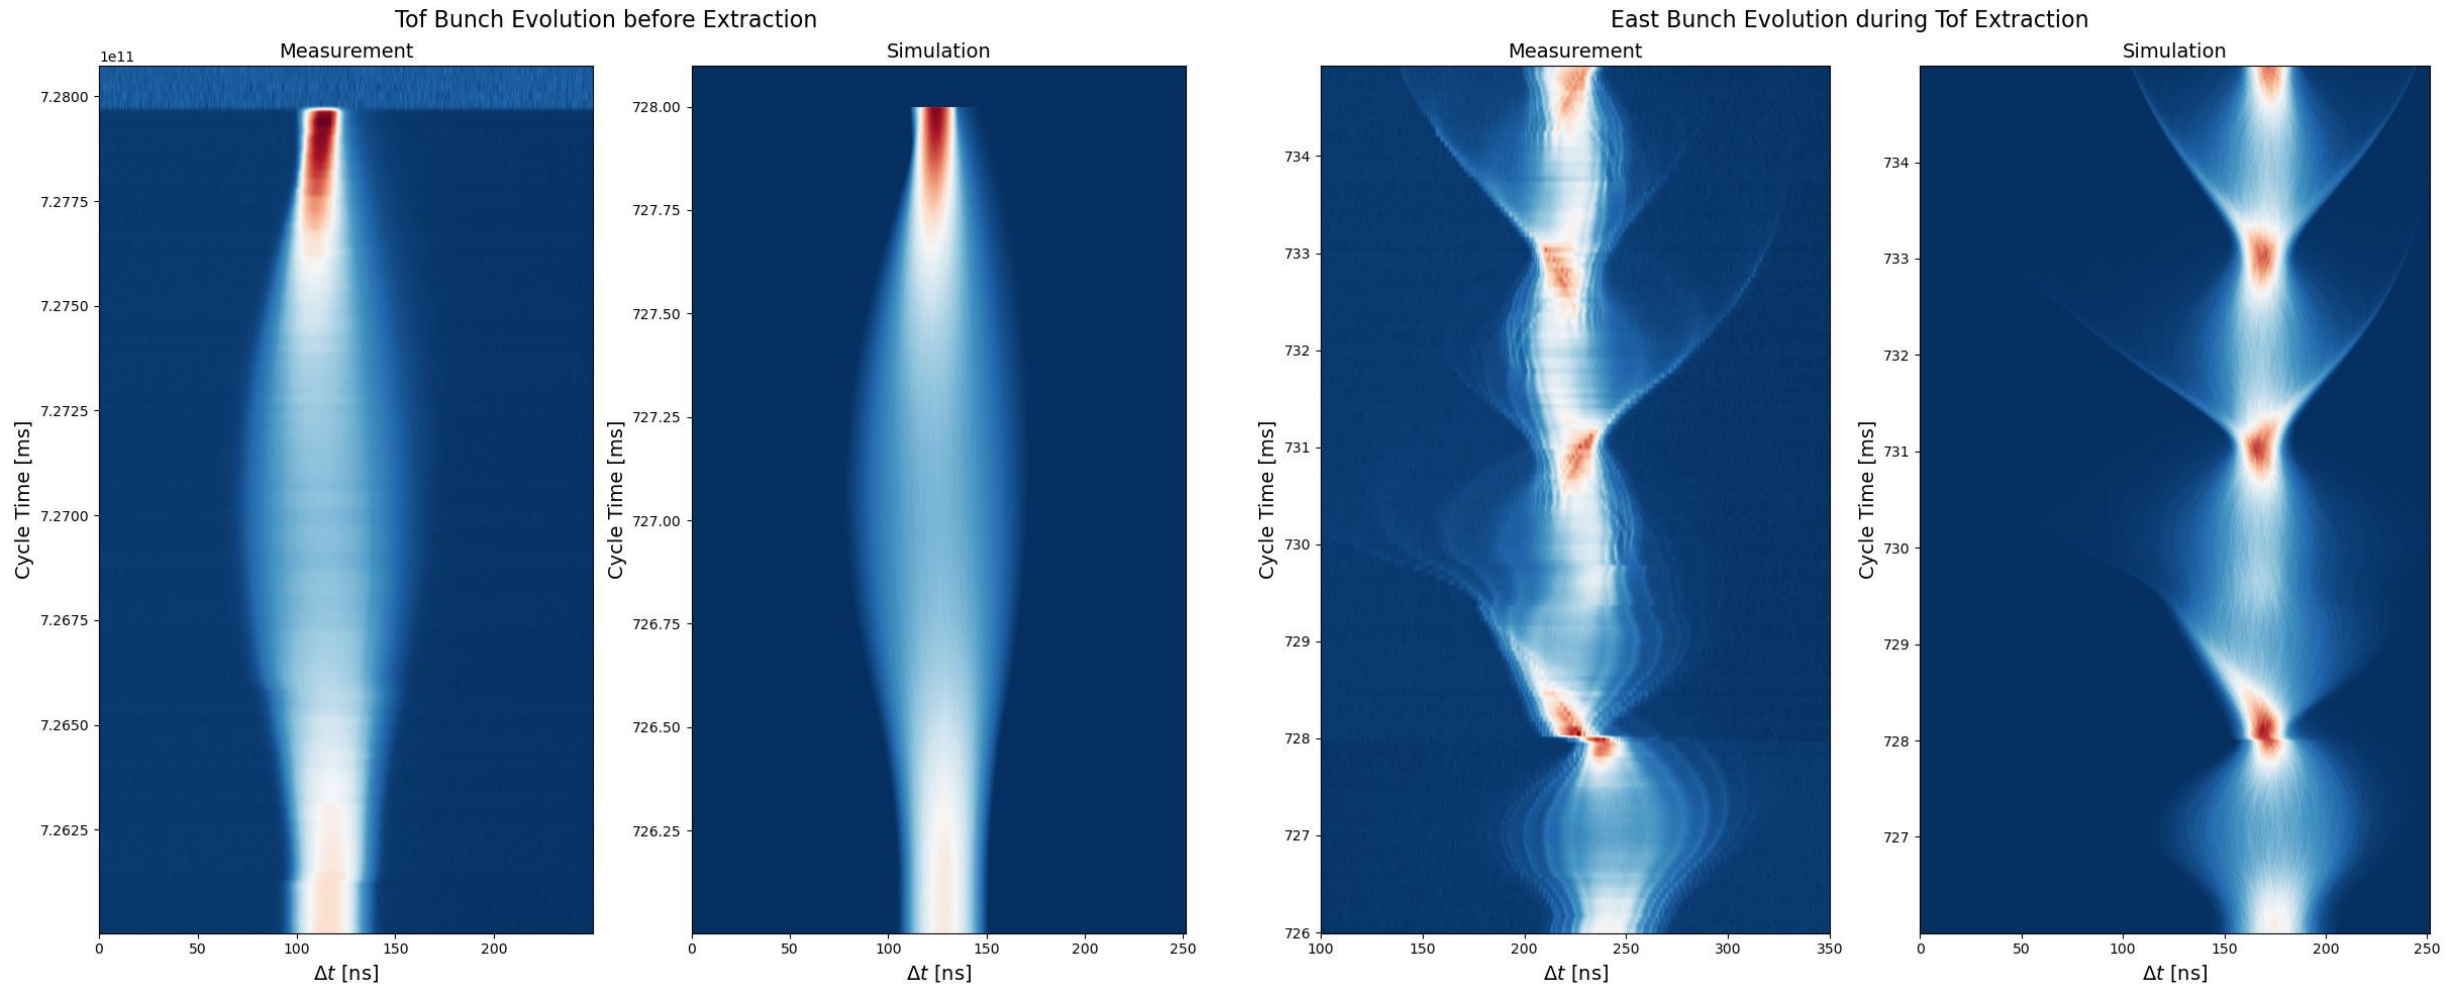 Tof Bunch Evolution before Extraction
Measurement
1e11
7.2800
7.2775
7.2750
7.2725
7.2700
7.2675
7.2650
7.2625
Cycle Time [ms]
0 50 100 150 200
Δt [ns]
Simulation
728.00
727.75
727.50
727.25
727.00
726.75
726.50
726.25
Cycle Time [ms]
0 50 100 150 200 250
Δt [ns]
East Bunch Evolution during Tof Extraction
Measurement
734
733
732
731
730
729
728
727
726
Cycle Time [ms]
100 150 200 250 300 350
Δt [ns]
Simulation
734
733
732
731
730
729
728
727
Cycle Time [ms]
0 50 100 150 200 250
Δt [ns]